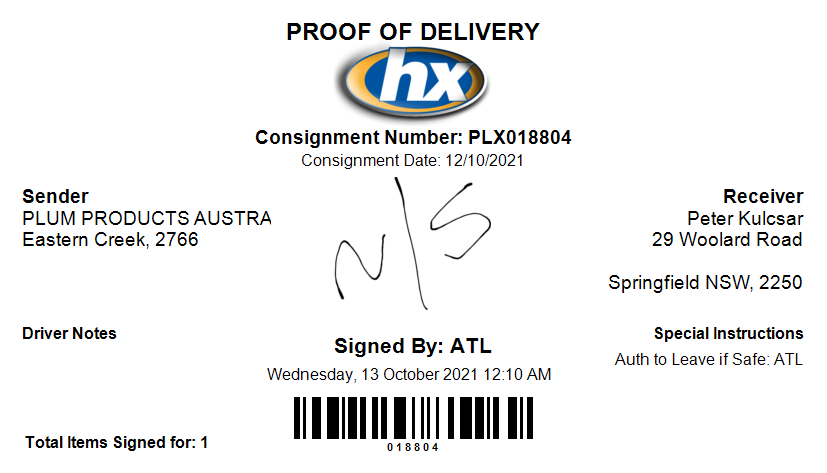 PROOF OF DELIVERY
hx
Consignment Number: PLX018804
Consignment Date: 12/10/2021
Sender
PLUM PRODUCTS AUSTRA
Eastern Creek, 2766
N/S
Receiver
Peter Kulcsar
29 Woolard Road
Springfield NSW, 2250
Driver Notes
Signed By: ATL
Wednesday, 13 October 2021 12:10 AM
Special Instructions
Auth to Leave if Safe: ATL
Total Items Signed for: 1
018804